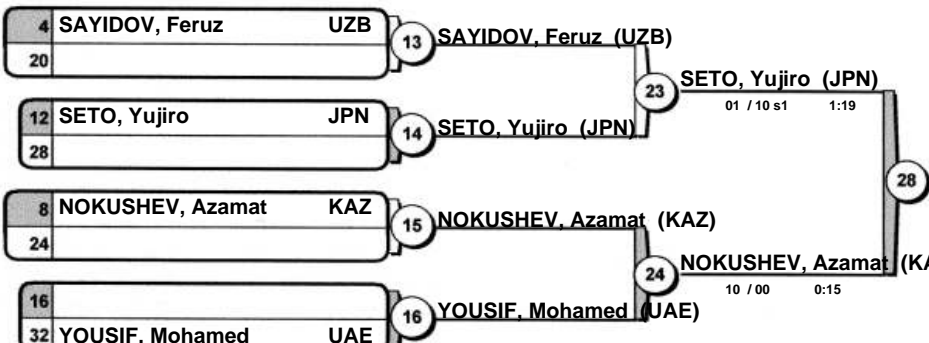 4 SAYIDOV, Feruz UZB
20
13
SAYIDOV, Feruz (UZB)
12 SETO, Yujiro JPN
28
14
SETO, Yujiro (JPN)
23
SETO, Yujiro (JPN)
01 / 10 s1 1:19
8 NOKUSHEV, Azamat KAZ
24
15
NOKUSHEV, Azamat (KAZ)
16
32 YOUSIF, Mohamed UAE
16
YOUSIF, Mohamed (UAE)
24
NOKUSHEV, Azamat (KA
10 / 00 0:15
28